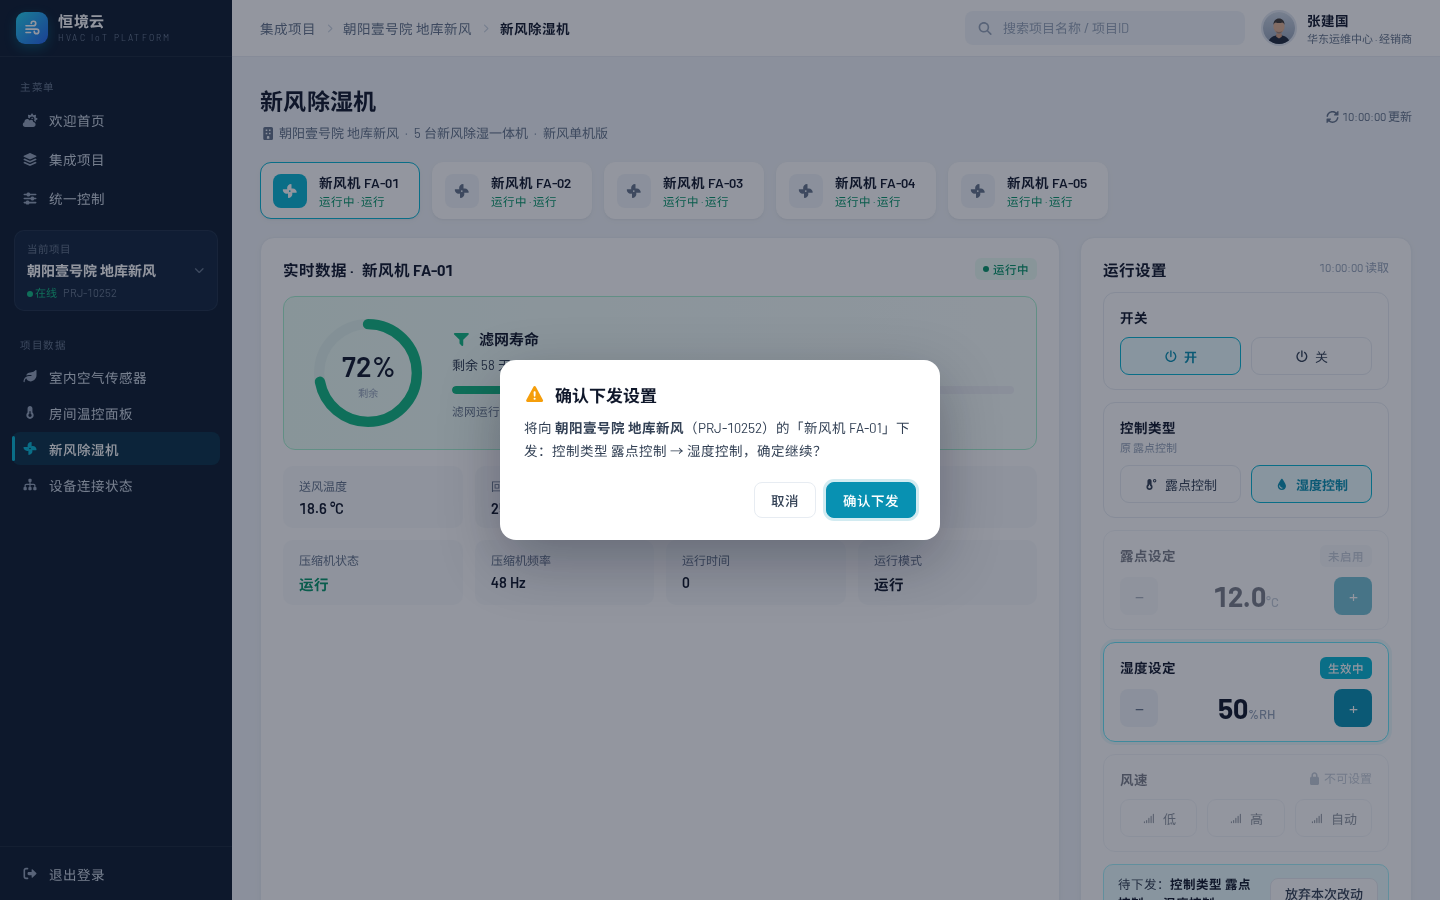 恒境云
HVAC IoT PLATFORM
主菜单
欢迎首页
集成项目
统一控制
当前项目
朝阳壹号院 地库新风
在线 PRJ-10252
项目数据
室内空气传感器
房间温控面板
新风除湿机
设备连接状态
退出登录
集成项目 > 朝阳壹号院 地库新风 > 新风除湿机
搜索项目名称 / 项目ID
张建国
华东运维中心 · 经销商
新风除湿机
朝阳壹号院 地库新风 · 5 台新风除湿一体机 · 新风单机版
10:00:00 更新
新风机 FA-01
运行中 · 运行
新风机 FA-02
运行中 · 运行
新风机 FA-03
运行中 · 运行
新风机 FA-04
运行中 · 运行
新风机 FA-05
运行中 · 运行
实时数据 · 新风机 FA-01
运行中
72%
剩余
滤网寿命
剩余 58
滤网运行
送风温度
18.6 °C
压缩机状态
运行
压缩机频率
48 Hz
运行时间
0
运行模式
运行
确认下发设置
将向 朝阳壹号院 地库新风（PRJ-10252）的「新风机 FA-01」下
发：控制类型 露点控制 → 湿度控制，确定继续？
取消
确认下发
运行设置
10:00:00 读取
开关
开
关
控制类型
原 露点控制
露点控制
湿度控制
露点设定
未启用
− 12.0°C +
湿度设定
生效中
− 50%RH +
风速
不可设置
低
高
自动
待下发：控制类型 露点
放弃本次改动